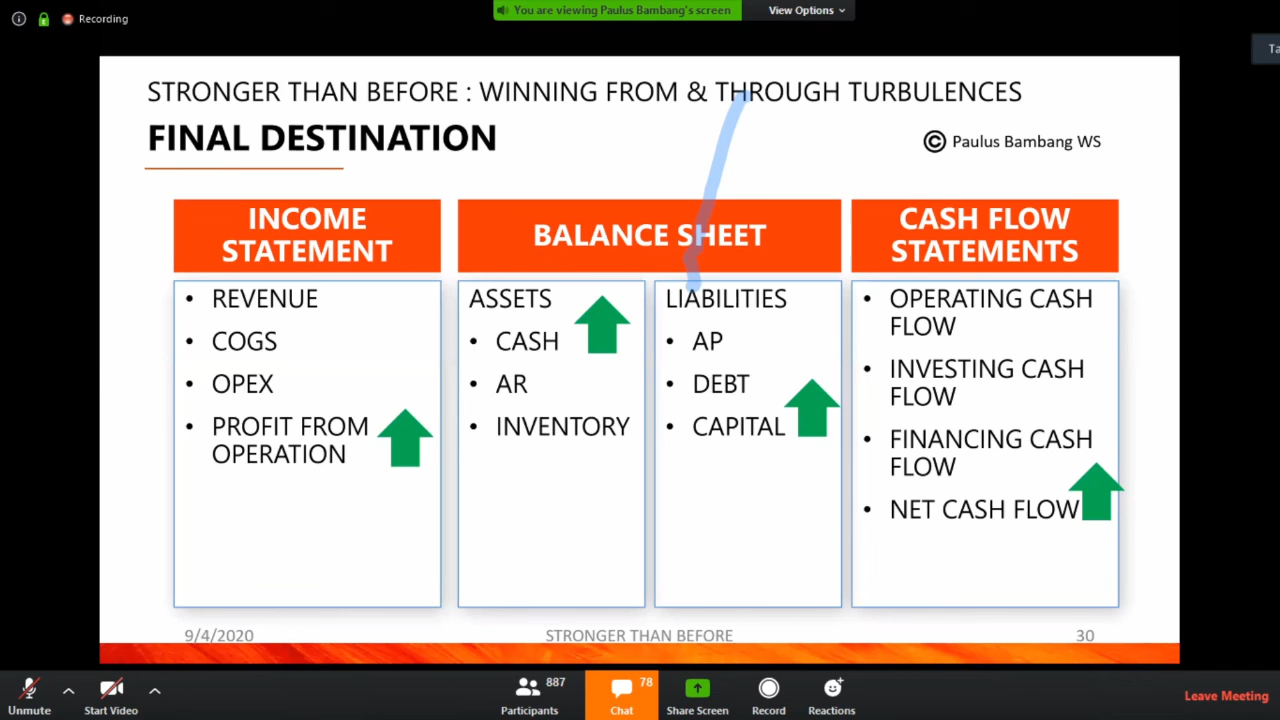 Recording
You are viewing Paulus Bambang's screen
View Options
Ta
STRONGER THAN BEFORE : WINNING FROM & THROUGH TURBULENCES
FINAL DESTINATION
© Paulus Bambang WS
INCOME
STATEMENT
• REVENUE
• COGS
• OPEX
• PROFIT FROM
OPERATION
BALANCE SHEET
ASSETS
• CASH
• AR
• INVENTORY
LIABILITIES
• AP
• DEBT
• CAPITAL
CASH FLOW
STATEMENTS
• OPERATING CASH
FLOW
• INVESTING CASH
FLOW
• FINANCING CASH
FLOW
• NET CASH FLOW
9/4/2020
STRONGER THAN BEFORE
30
Unmute
Start Video
887
Participants
78
Chat
Share Screen
Record
Reactions
Leave Meeting